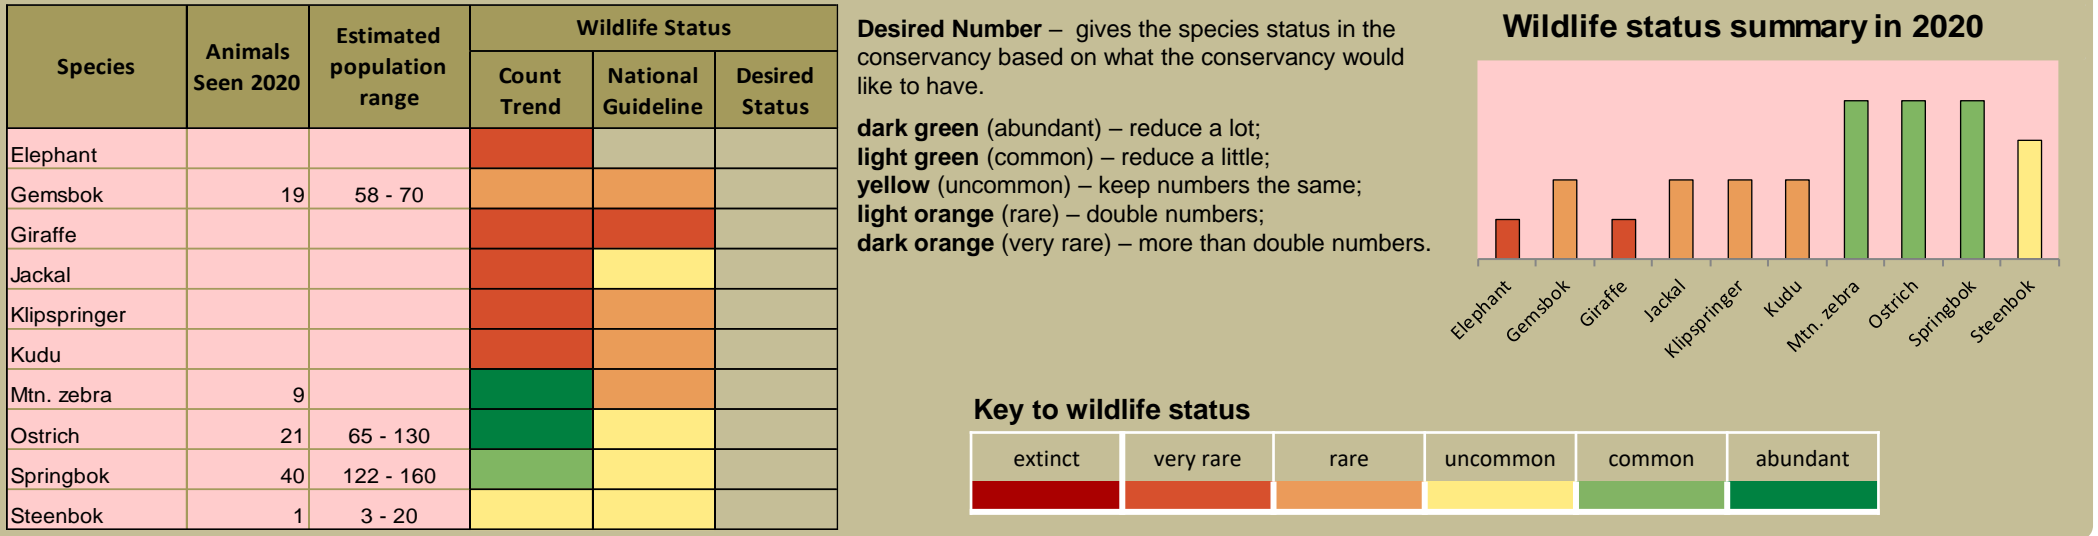 Species
Animals
Seen 2020
Estimated
population
range
Wildlife Status
Count
Trend
National
Guideline
Desired
Status
Elephant
Gemsbok 19 58 - 70
Giraffe
Jackal
Klipspringer
Kudu
Mtn. zebra 9
Ostrich 21 65 - 130
Springbok 40 122 - 160
Steenbok 1 3 - 20
Desired Number – gives the species status in the
conservancy based on what the conservancy would
like to have.
dark green (abundant) – reduce a lot;
light green (common) – reduce a little;
yellow (uncommon) – keep numbers the same;
light orange (rare) – double numbers;
dark orange (very rare) – more than double numbers.
Wildlife status summary in 2020
Elephant
Gemsbok
Giraffe
Jackal
Klipspringer
Kudu
Mtn. zebra
Ostrich
Springbok
Steenbok
Key to wildlife status
extinct very rare rare uncommon common abundant